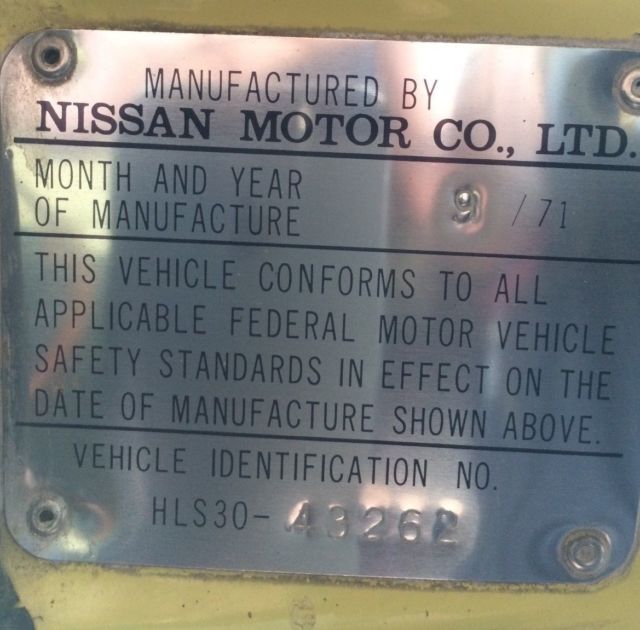 MANUFACTURED BY
NISSAN MOTOR CO., LTD.
MONTH AND YEAR
OF MANUFACTURE 9 / 71
THIS VEHICLE CONFORMS TO ALL
APPLICABLE FEDERAL MOTOR VEHICLE
SAFETY STANDARDS IN EFFECT ON THE
DATE OF MANUFACTURE SHOWN ABOVE.
VEHICLE IDENTIFICATION NO.
HLS30- 43262